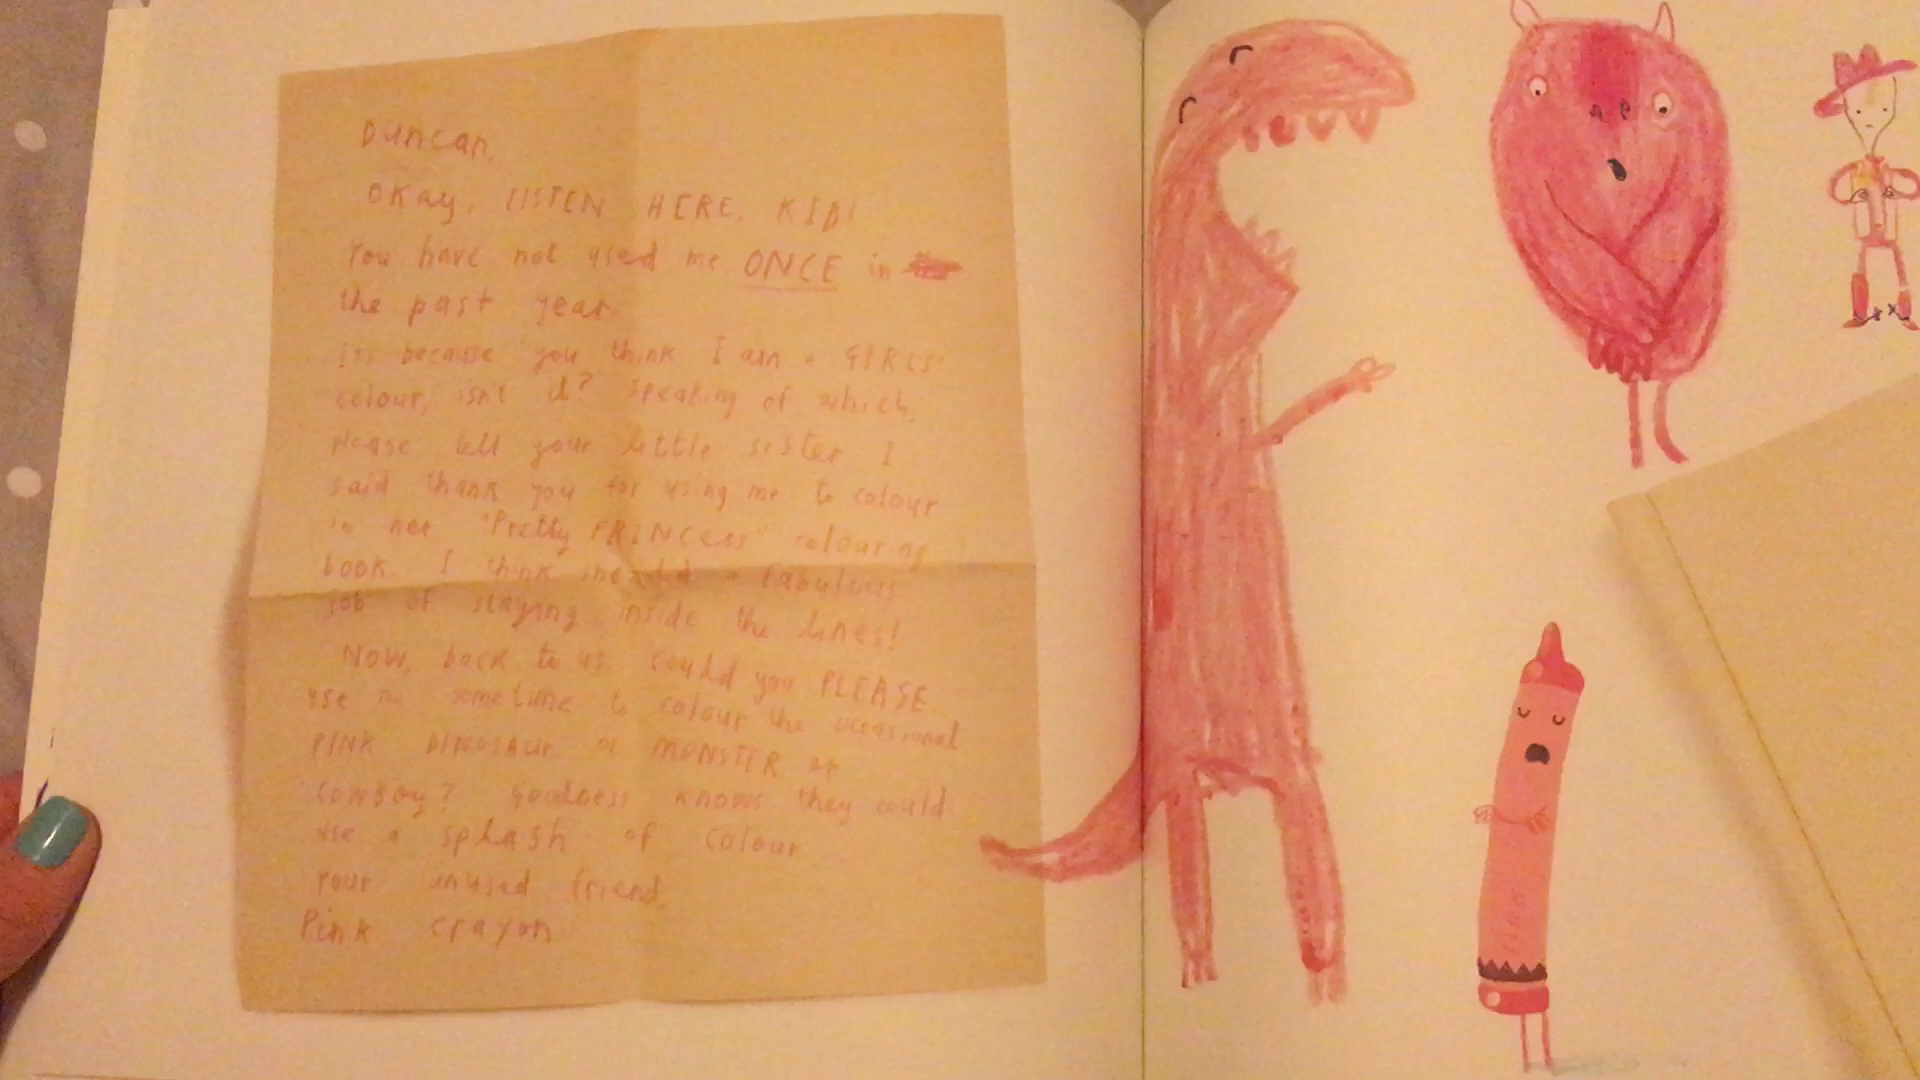 Duncan,
Okay, LISTEN HERE, KID!
You have not used me ONCE in
the past year.
Its because you think I am a GIRLS
colour, isnt it? Speaking of which,
please tell your little sister I
said thank you for using me to colour
in her "Pretty PRINCess" colouring
book. I think she did a fabulous
job of staying inside the lines!
NOW, back to us. Could you PLEASE
use me sometime to colour the occasional
PINK DINOSAUr or MONSTER or
COWBOy? Goodness knows they could
use a splash of colour
Your unused friend,
Pink crayon
PINK